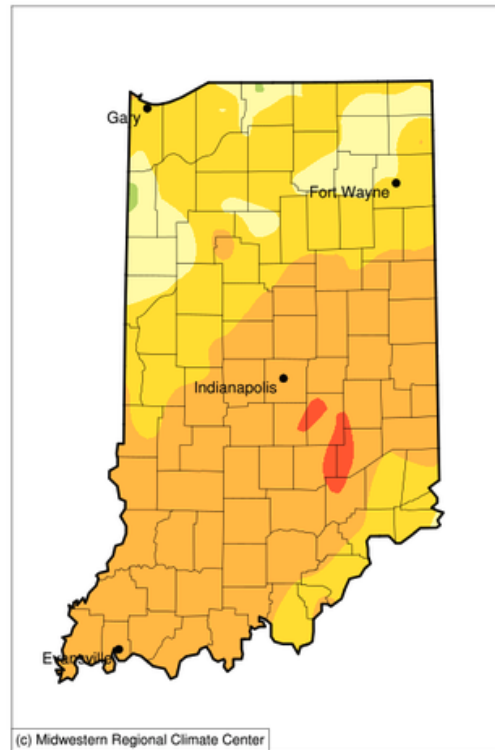 Gary
Fort Wayne
Indianapolis
Evansville
(c) Midwestern Regional Climate Center